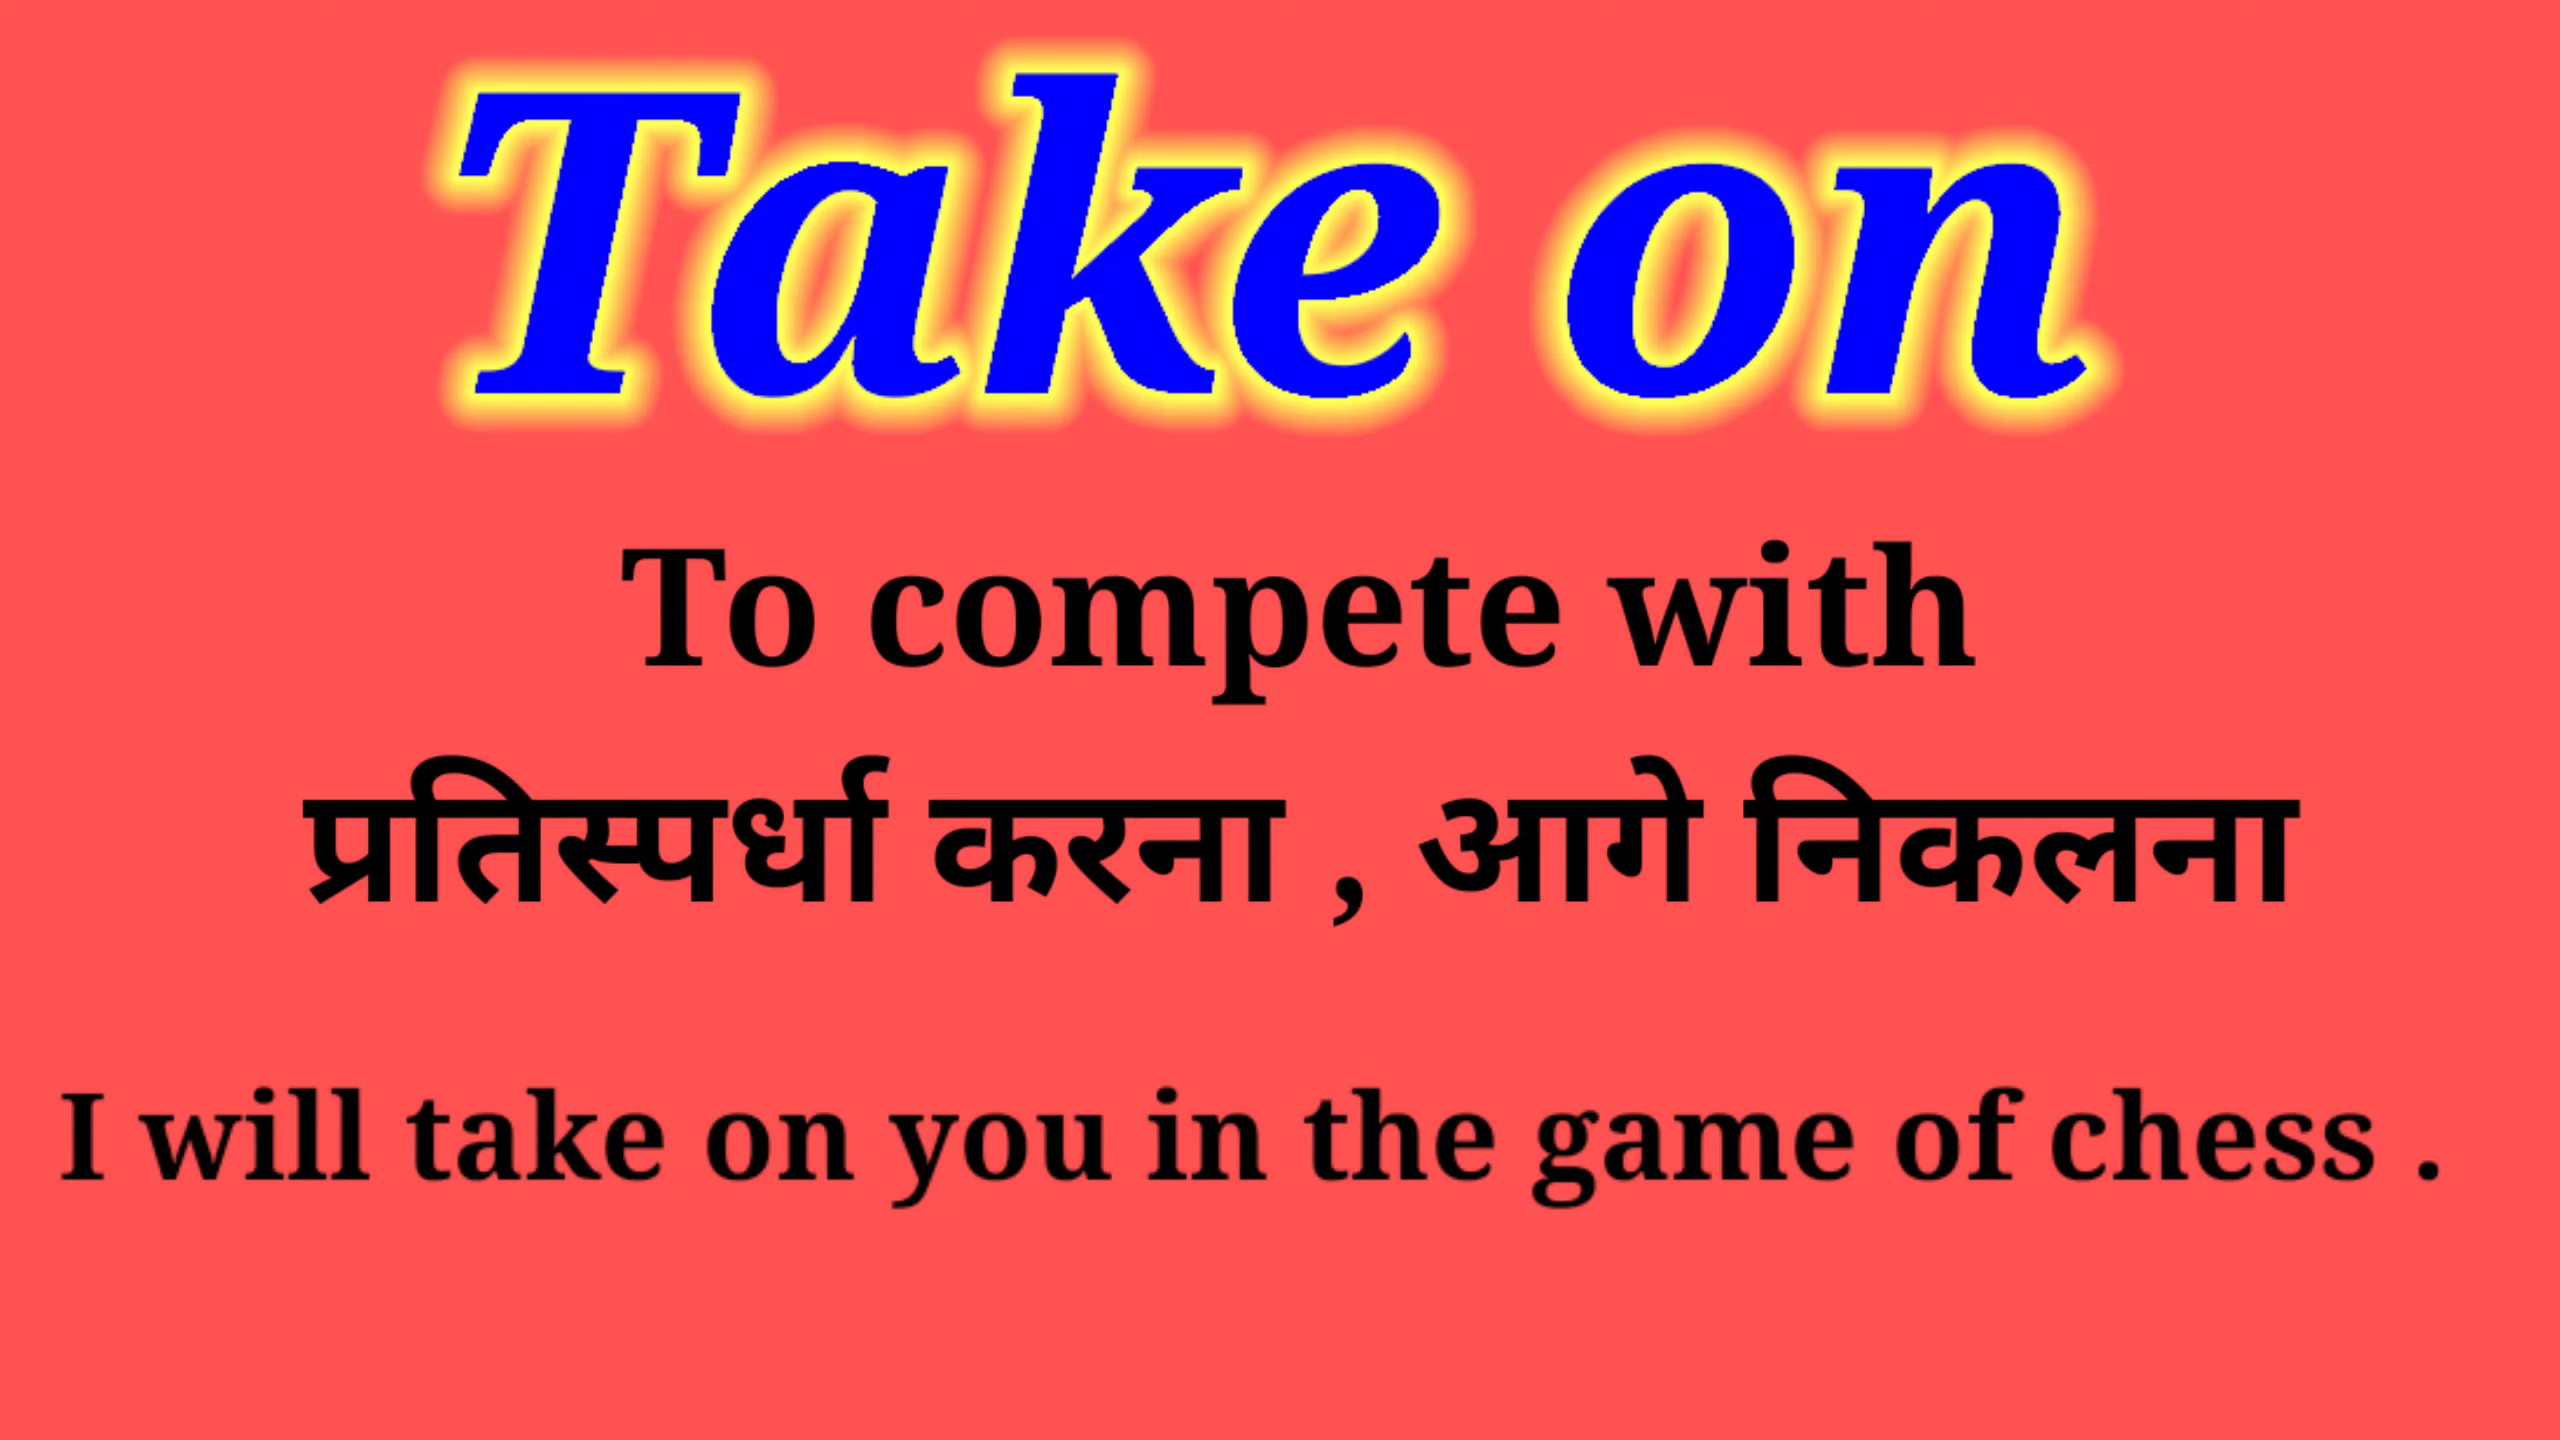 Take on
To compete with
प्रतिस्पर्धा करना , आगे निकलना
I will take on you in the game of chess .